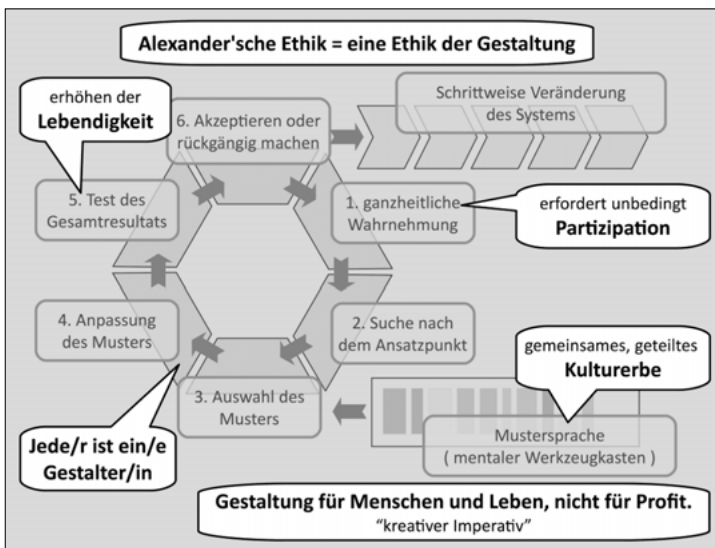 Alexander'sche Ethik = eine Ethik der Gestaltung
erhöhen der
Lebendigkeit
6. Akzeptieren oder
rückgängig machen
Schrittweise Veränderung
des Systems
5. Test des
Gesamtresultats
1. ganzheitliche
Wahrnehmung
erfordert unbedingt
Partizipation
4. Anpassung
des Musters
2. Suche nach
dem Ansatzpunkt
gemeinsames, geteiltes
Kulturerbe
3. Auswahl des
Musters
Mustersprache
( mentaler Werkzeugkasten )
Jede/r ist ein/e
Gestalter/in
Gestaltung für Menschen und Leben, nicht für Profit.
“kreativer Imperativ”